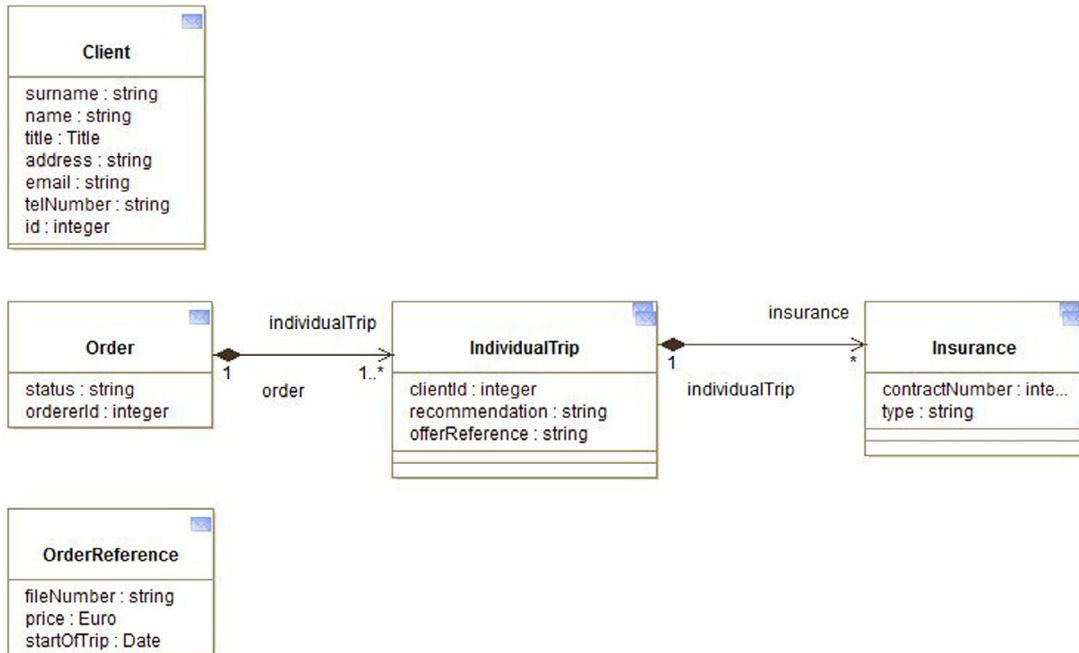 Client
surname : string
name : string
title : Title
address : string
email : string
telNumber : string
id : integer
Order
status : string
ordererId : integer
individualTrip
1
1..*
order
IndividualTrip
clientId : integer
recommendation : string
offerReference : string
insurance
1
*
individualTrip
Insurance
contractNumber : inte...
type : string
OrderReference
fileNumber : string
price : Euro
startOfTrip : Date